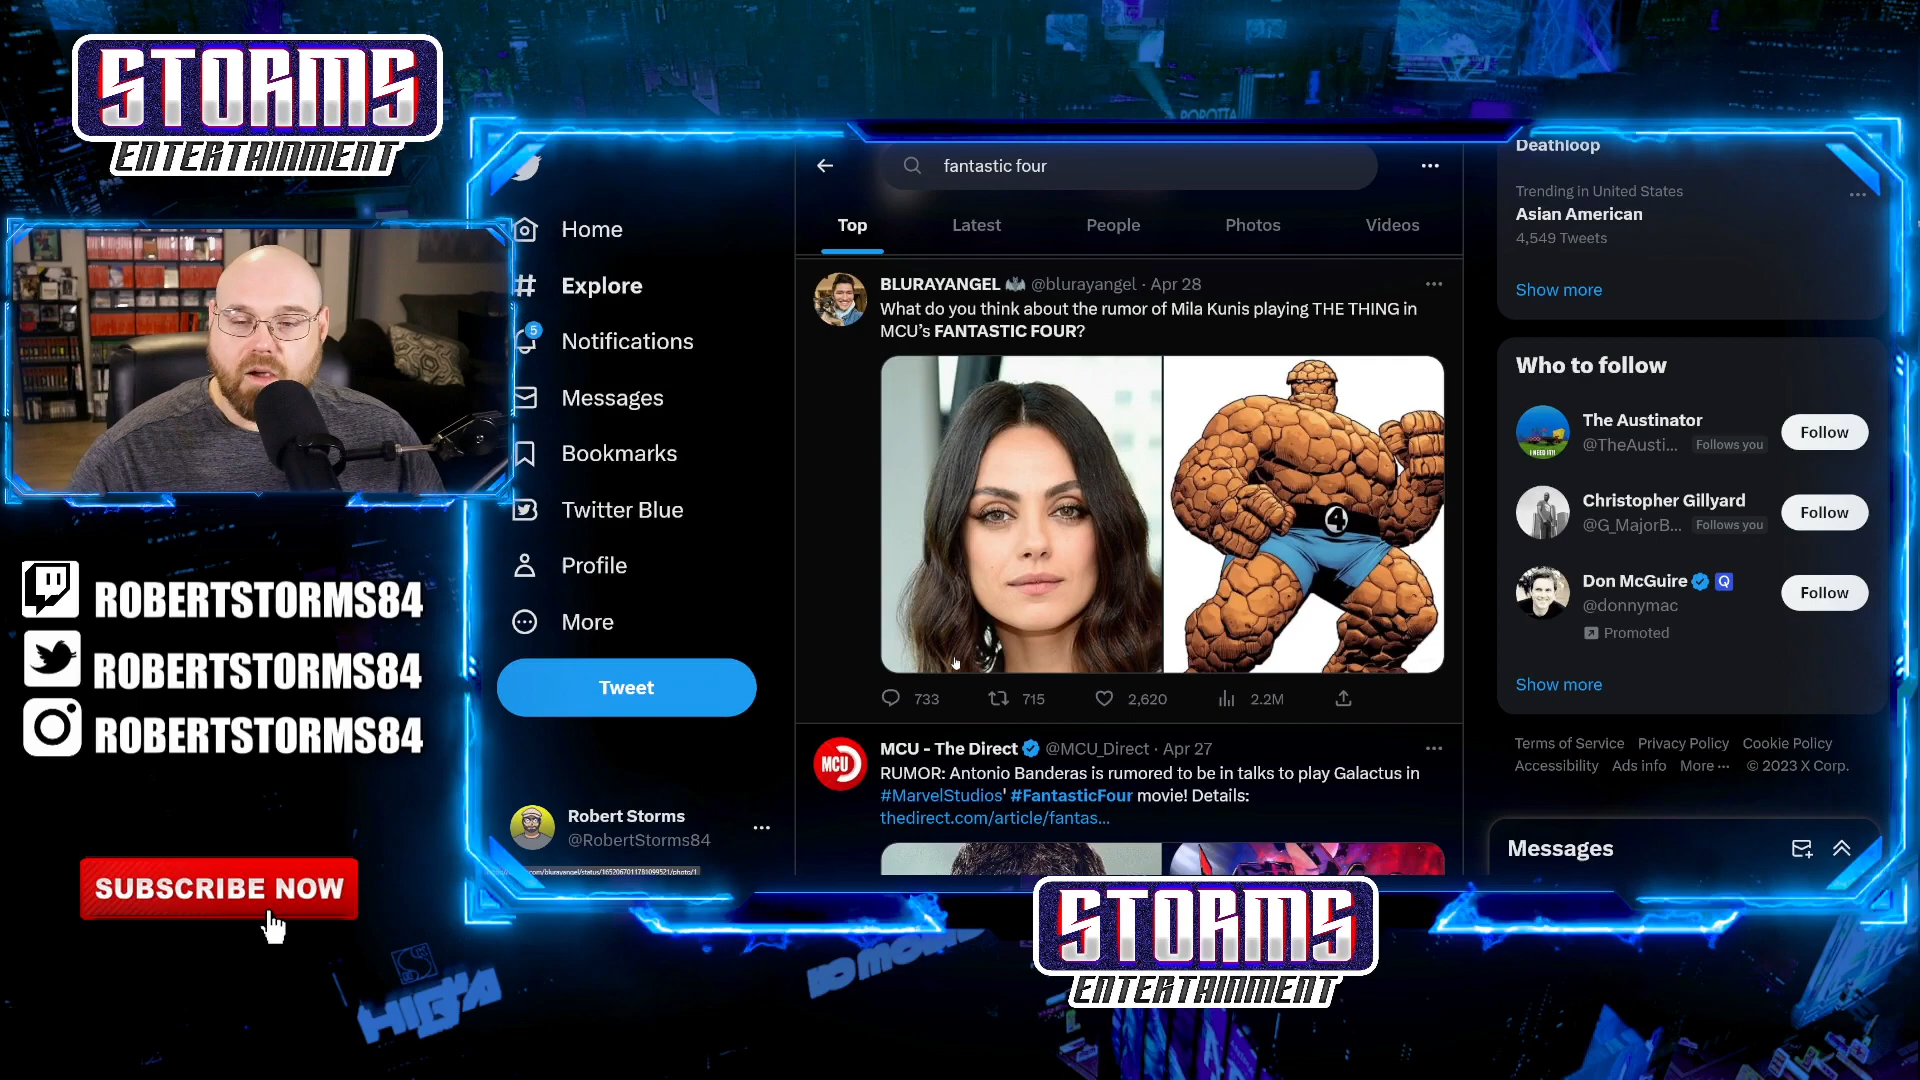 STORMS
ENTERTAINMENT
ROBERTSTORMS84
ROBERTSTORMS84
ROBERTSTORMS84
SUBSCRIBE NOW
Home
Explore
5
Notifications
Messages
Bookmarks
Twitter Blue
Profile
More
Tweet
Robert Storms
@RobertStorms84
fantastic four
Top Latest People Photos Videos
BLURAYANGEL @blurayangel · Apr 28
What do you think about the rumor of Mila Kunis playing THE THING in
MCU's FANTASTIC FOUR?
4
733 715 2,620 2.2M
MCU
MCU - The Direct @MCU_Direct · Apr 27
RUMOR: Antonio Banderas is rumored to be in talks to play Galactus in
#MarvelStudios' #FantasticFour movie! Details:
thedirect.com/article/fantas...
Deathloop
Trending in United States
Asian American
4,549 Tweets
Show more
Who to follow
The Austinator
@TheAusti... Follows you
Follow
I NEED IT!!
Christopher Gillyard
@G_MajorB... Follows you
Follow
Don McGuire
@donnymac
Promoted
Follow
Show more
Terms of Service Privacy Policy Cookie Policy
Accessibility Ads info More ··· © 2023 X Corp.
Messages
STORMS
ENTERTAINMENT